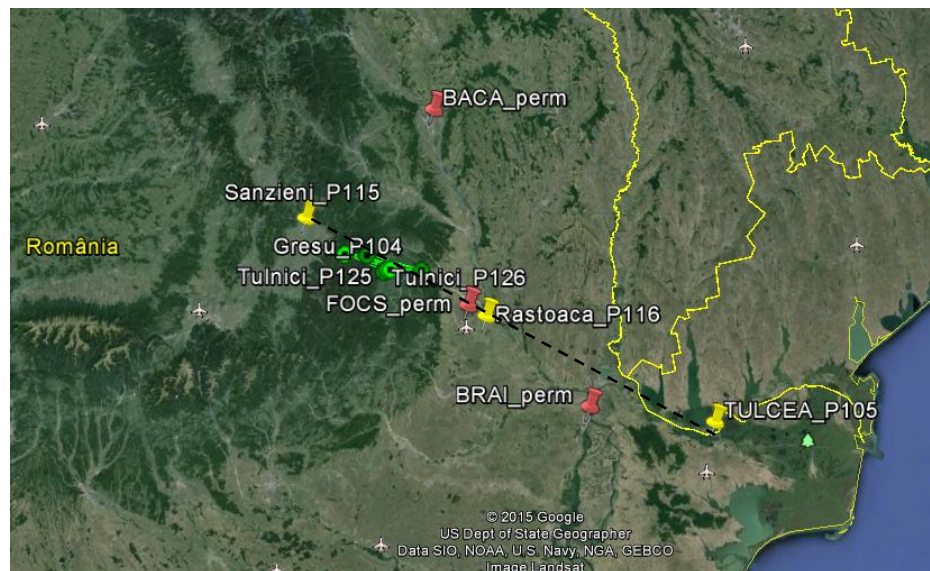 BACA_perm
Sanzieni_P115
România
Gresu_P104
Tulnici_P125
Tulnici_P126
FOCS_perm
Rastoaca_P116
BRAI_perm
TULCEA_P105
© 2015 Google
US Dept of State Geographer
Data SIO, NOAA, U.S. Navy, NGA, GEBCO
Image Landsat